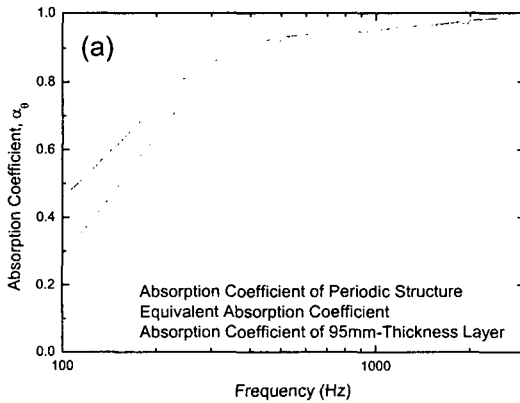 (a)
1.0
0.8
0.6
0.4
0.2
0.0
Absorption Coefficient, αθ
Absorption Coefficient of Periodic Structure
Equivalent Absorption Coefficient
Absorption Coefficient of 95mm-Thickness Layer
100
1000
Frequency (Hz)